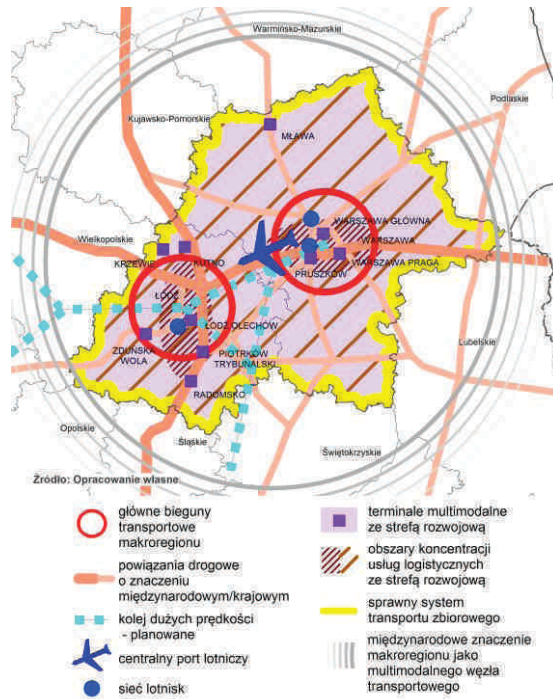 Warmińsko-Mazurskie
Podlaskie
Kujawsko-Pomorskie
MŁAWA
WARSZAWA GŁÓWNA
Wielkopolskie
WARSZAWA
KRZEWIE
KUTNO
WARSZAWA PRAGA
PRUSZKÓW
ŁÓDŹ
ŁÓDŹ OLECHÓW
Lubelskie
ZDUŃSKA
WOLA
PIOTRKÓW
TRYBUNALSKI
RADOMSKO
Opolskie
Śląskie
Świętokrzyskie
Źródło: Opracowanie własne
główne bieguny
transportowe
makroregionu
powiązania drogowe
o znaczeniu
międzynarodowym/krajowym
kolej dużych prędkości
- planowane
centralny port lotniczy
sieć lotnisk
terminale multimodalne
ze strefą rozwojową
obszary koncentracji
usług logistycznych
ze strefą rozwojową
sprawny system
transportu zbiorowego
międzynarodowe znaczenie
makroregionu jako
multimodalnego węzła
transportowego